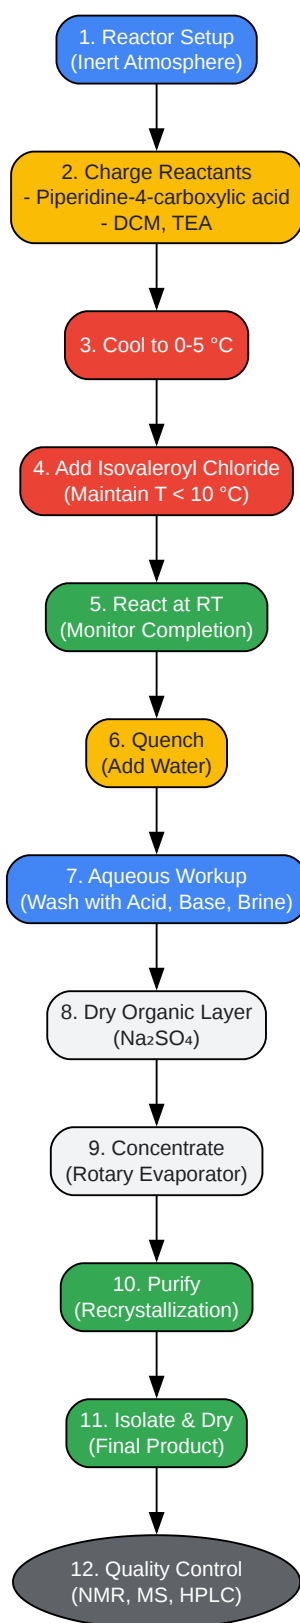 1. Reactor Setup
(Inert Atmosphere)
2. Charge Reactants
- Piperidine-4-carboxylic acid
- DCM, TEA
3. Cool to 0-5 °C
4. Add Isovaleroyl Chloride
(Maintain T < 10 °C)
5. React at RT
(Monitor Completion)
6. Quench
(Add Water)
7. Aqueous Workup
(Wash with Acid, Base, Brine)
8. Dry Organic Layer
(Na₂SO₄)
9. Concentrate
(Rotary Evaporator)
10. Purify
(Recrystallization)
11. Isolate & Dry
(Final Product)
12. Quality Control
(NMR, MS, HPLC)